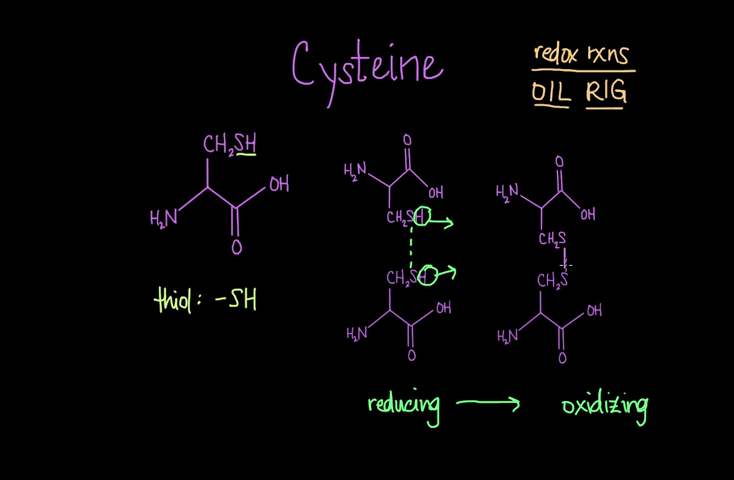 Cysteine
redox rxns
OIL RIG
CH₂SH
OH
H₂N
O
thiol: -SH
O
H₂N
OH
CH₂SH
CH₂SH
OH
H₂N
O
O
H₂N
OH
CH₂S
CH₂S
OH
H₂N
O
reducing → oxidizing